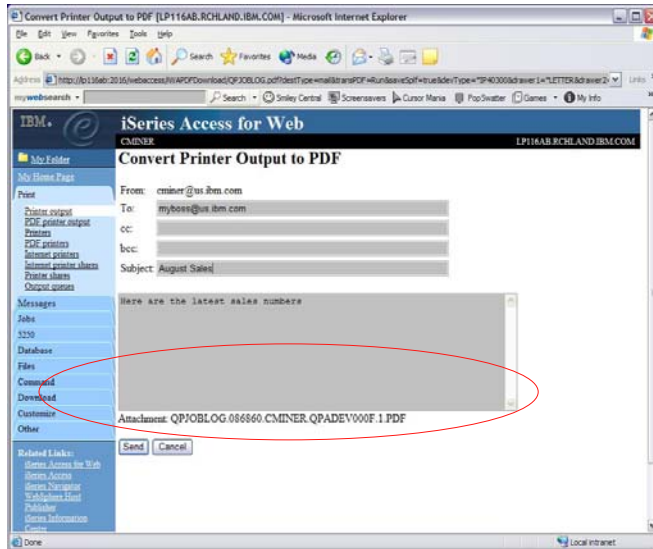 Convert Printer Output to PDF [LP116AB.RCHLAND.IBM.COM] - Microsoft Internet Explorer
File Edit View Favorites Tools Help
Back Search Favorites Media
Address
Links
mywebsearch Search Smiley Central Screensavers Cursor Mania PopSwatter Games My Info
IBM.
iSeries Access for Web
CMINER LP116AB.RCHLAND.IBM.COM
My Folder
My Home Page
Print
Printer output
PDF printer output
Printers
PDF printers
Internet printers
Internet printer shares
Printer shares
Output queues
Messages
Jobs
5250
Database
Files
Command
Download
Customize
Other
Related Links:
iSeries Access for Web
iSeries Access
iSeries Navigator
WebSphere Host
Publisher
iSeries Information
Center
Convert Printer Output to PDF
From: cminer@us.ibm.com
To: myboss@us.ibm.com
cc:
bcc:
Subject: August Sales
Here are the latest sales numbers
Attachment: QPJOBLOG.086860.CMINER.QPADEV000F.1.PDF
Send Cancel
Done Local intranet